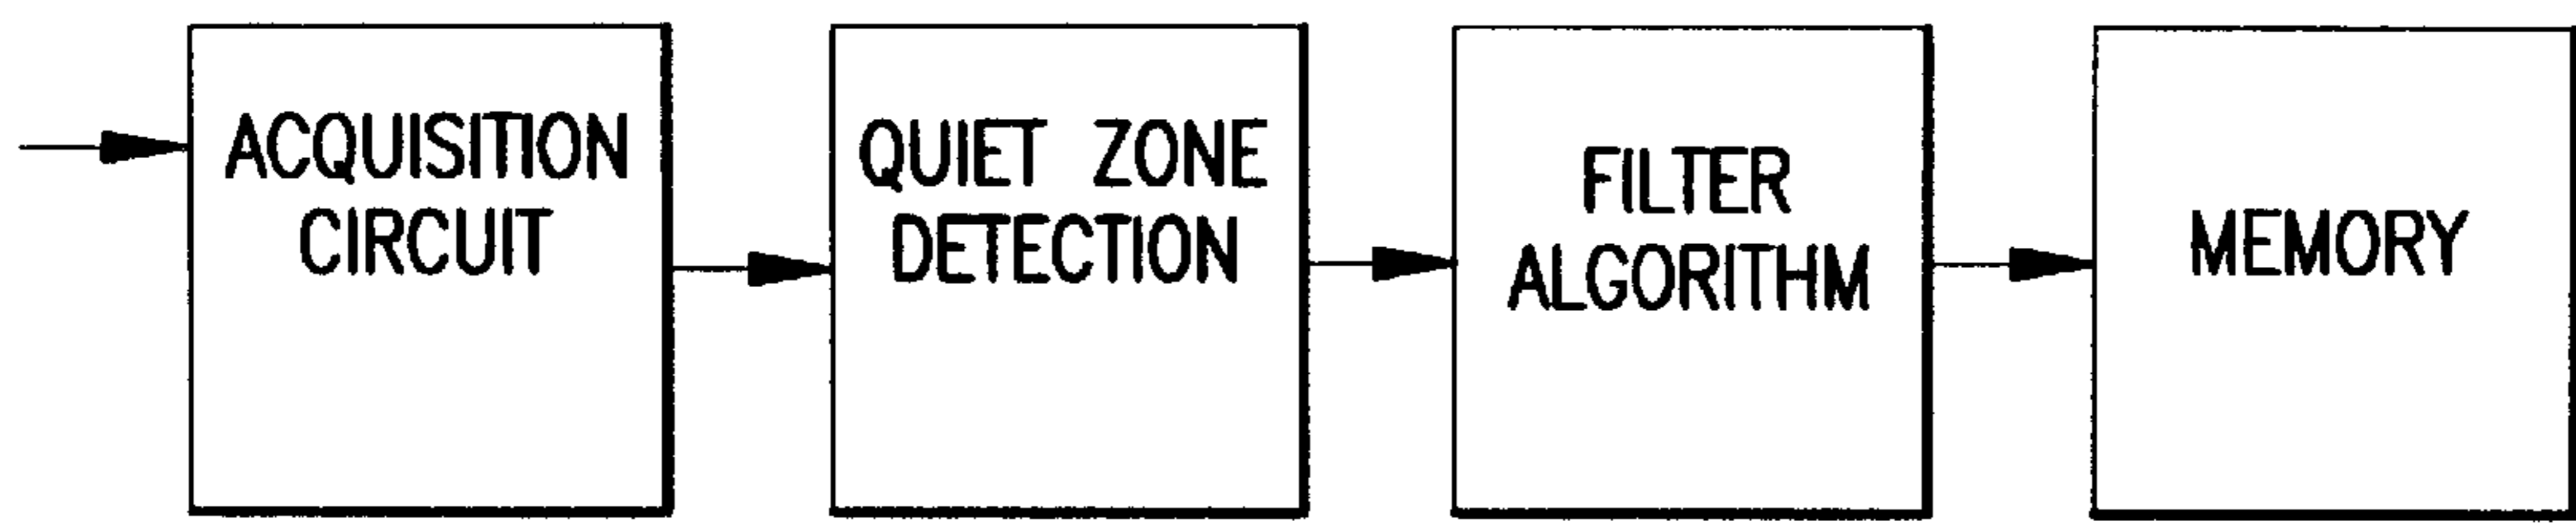 ACQUISITION
CIRCUIT
QUIET ZONE
DETECTION
FILTER
ALGORITHM
MEMORY